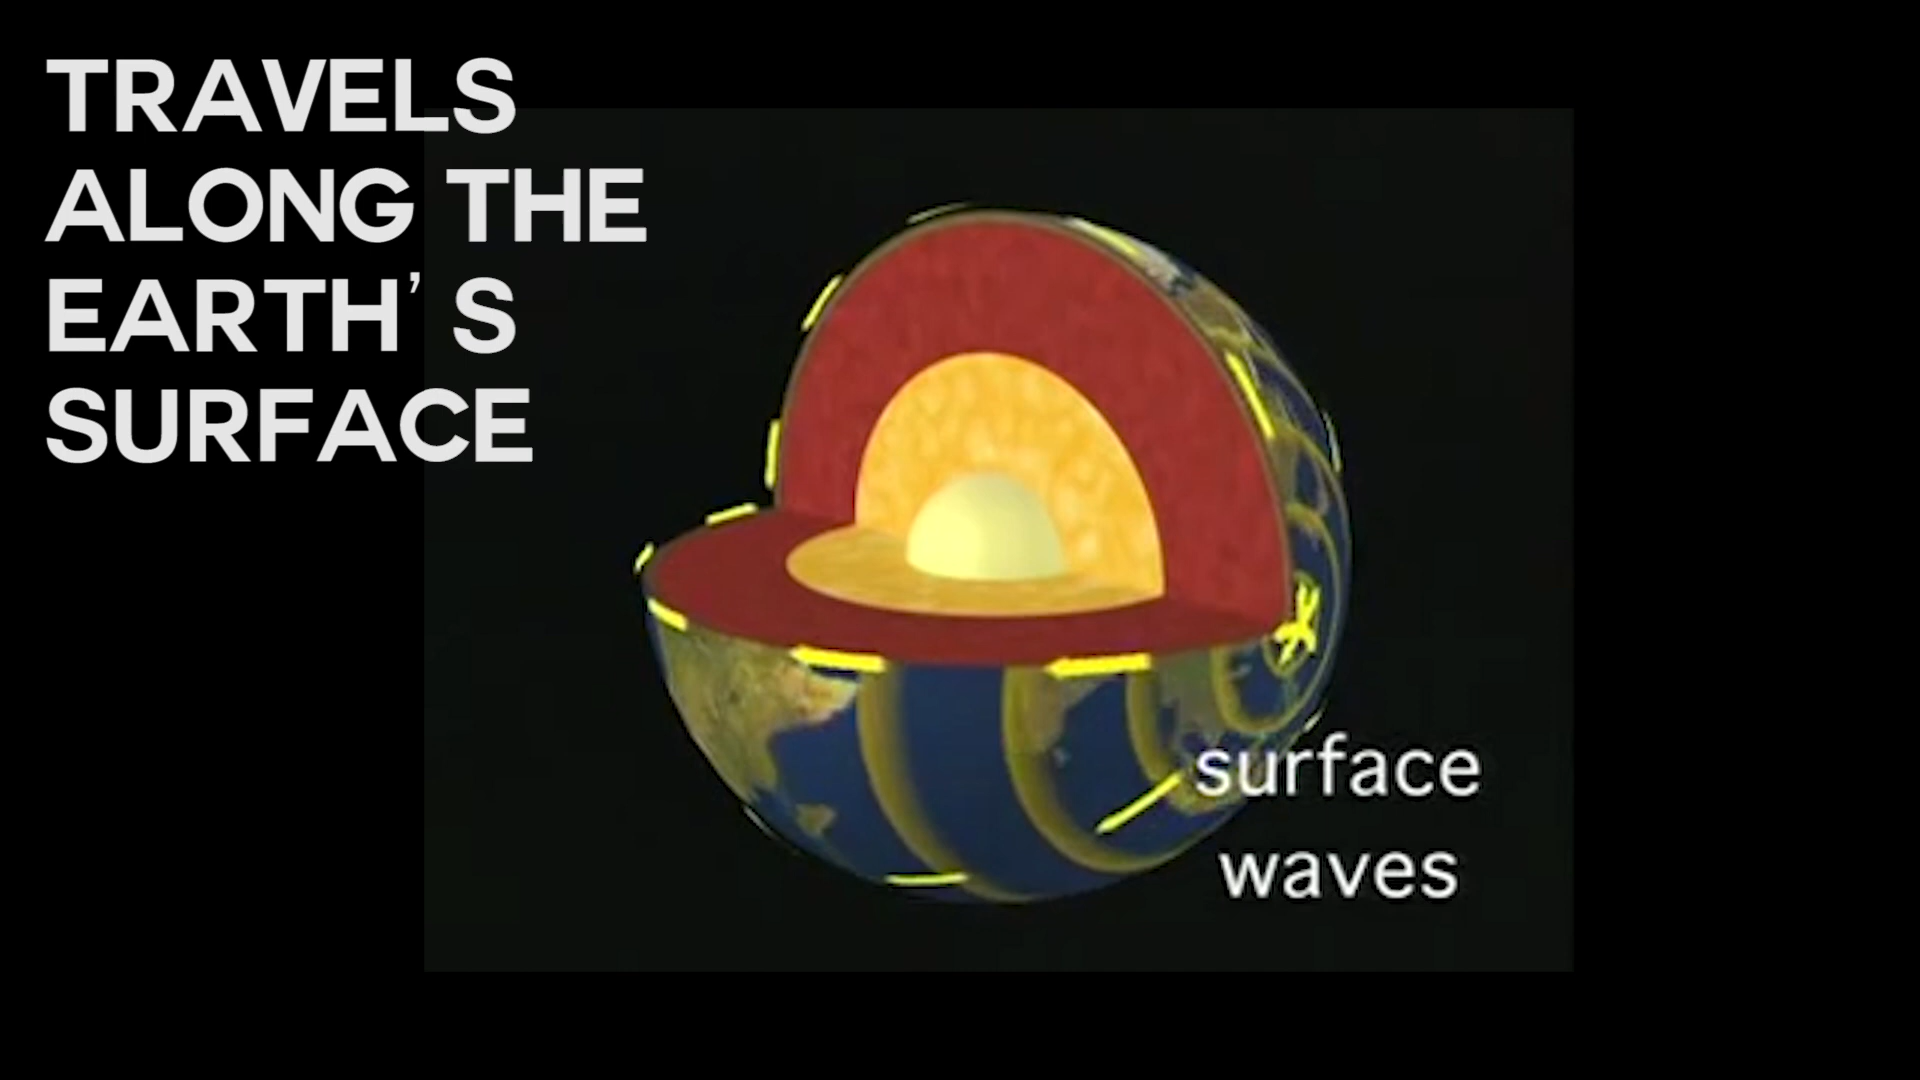 TRAVELS
ALONG THE
EARTH' S
SURFACE
surface
waves